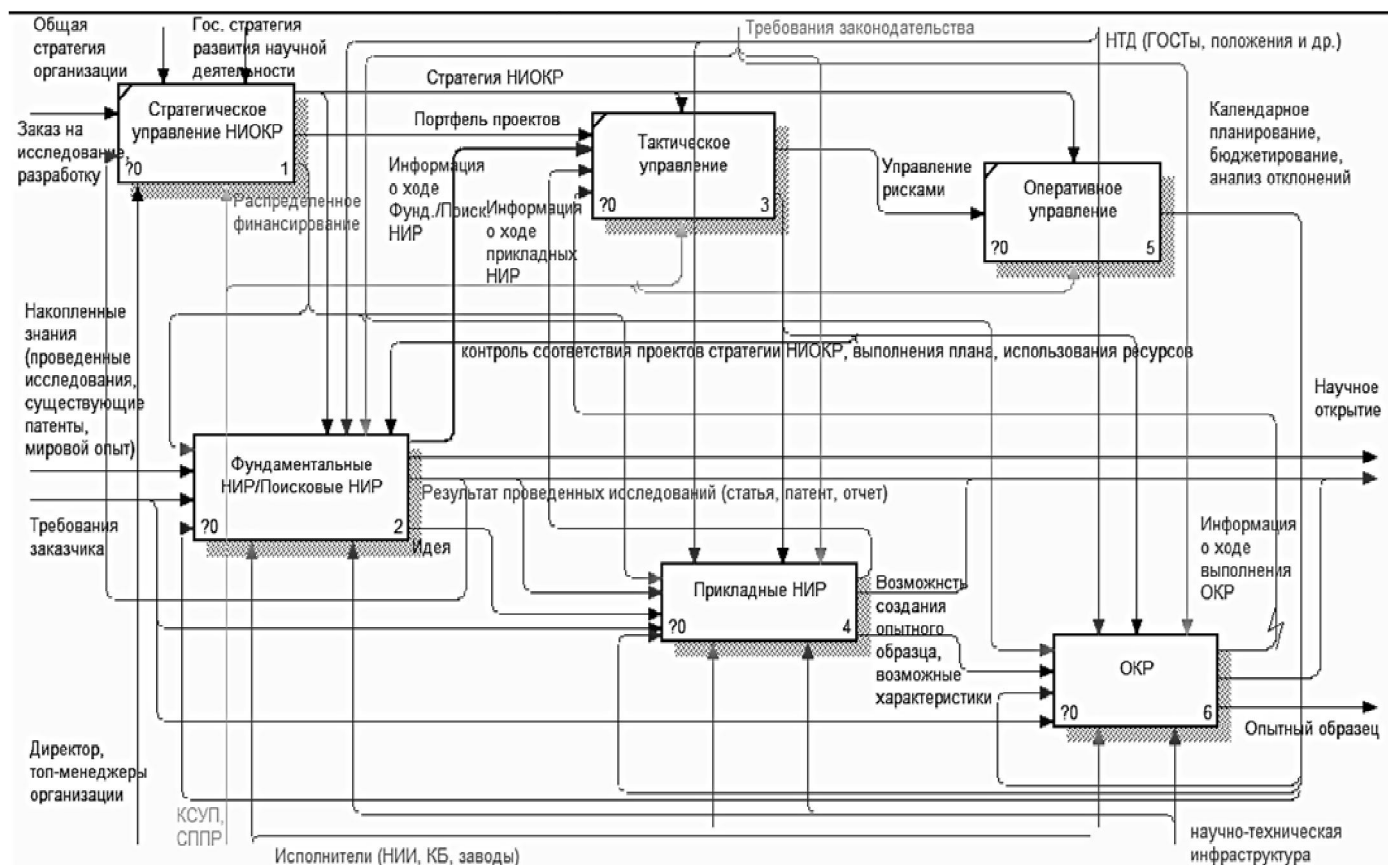 Общая
стратегия
организации
Гос. стратегия
развития научной
деятельности
Требования законодательства
НТД (ГОСТы, положения и др.)
Стратегическое
управление НИОКР
?0 1
Заказ на
исследование,
разработку
Стратегия НИОКР
Портфель проектов
Тактическое
управление
?0 3
Календарное
планирование,
бюджетирование,
анализ отклонений
Управление
рисками
Оперативное
управление
?0 5
Распределенное
финансирование
Информация
о ходе
Фунд./Поиск.
НИР
Информация
о ходе
прикладных
НИР
Накопленные
знания
(проведенные
исследования,
существующие
патенты,
мировой опыт)
контроль соответствия проектов стратегии НИОКР, выполнения плана, использования ресурсов
Научное
открытие
Фундаментальные
НИР/Поисковые НИР
?0 2
Результат проведенных исследований (статья, патент, отчет)
Требования
заказчика
Идея
Прикладные НИР
?0 4
Возможнсть
создания
опытного
образца,
возможные
характеристики
Информация
о ходе
выполнения
ОКР
ОКР
?0 6
Опытный образец
Директор,
топ-менеджеры
организации
КСУП,
СППР
Исполнители (НИИ, КБ, заводы)
научно-техническая
инфраструктура